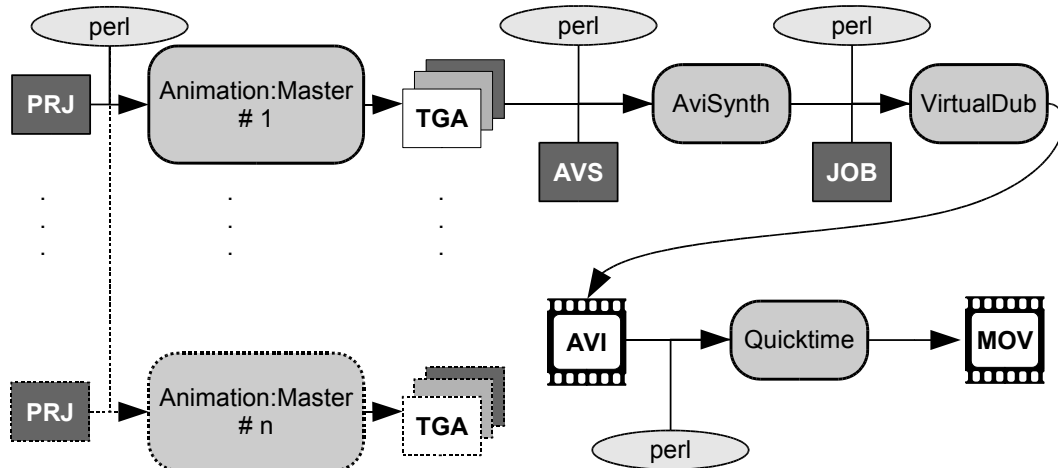 perl
perl
perl
PRJ
Animation:Master
# 1
TGA
AviSynth
VirtualDub
AVS
JOB
AVI
Quicktime
MOV
PRJ
Animation:Master
# n
TGA
perl